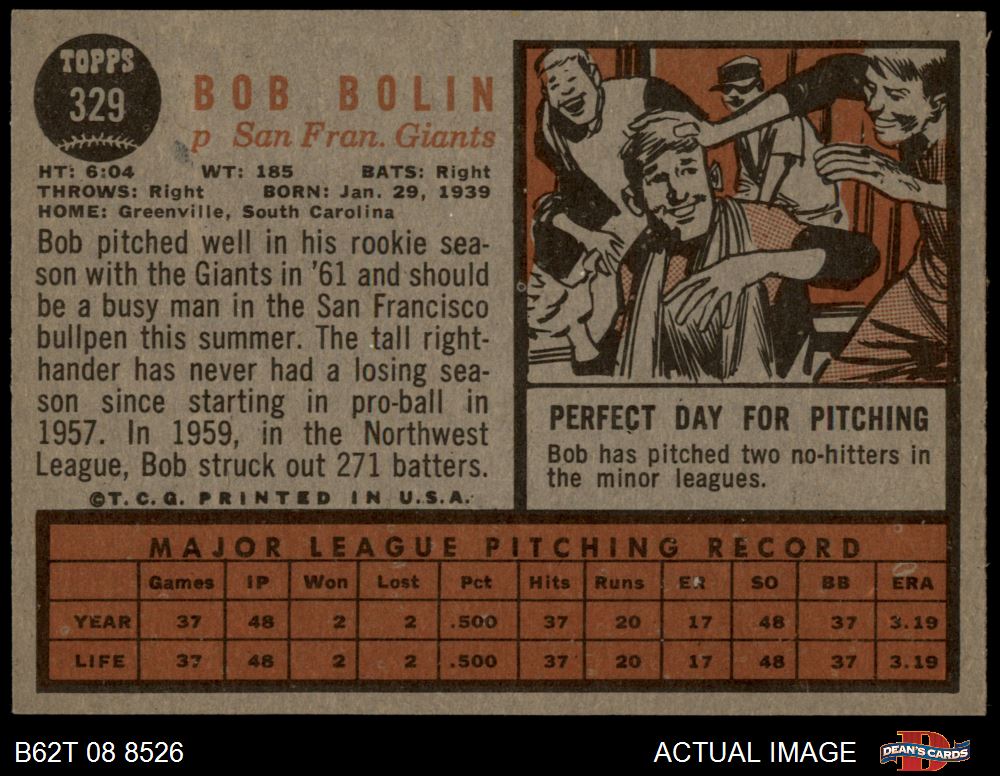 TOPPS
329
BOB BOLIN
p San Fran. Giants
HT: 6:04 WT: 185 BATS: Right
THROWS: Right BORN: Jan. 29, 1939
HOME: Greenville, South Carolina
Bob pitched well in his rookie sea-
son with the Giants in '61 and should
be a busy man in the San Francisco
bullpen this summer. The tall right-
hander has never had a losing sea-
son since starting in pro-ball in
1957. In 1959, in the Northwest
League, Bob struck out 271 batters.
©T.C.G. PRINTED IN U.S.A.
PERFECT DAY FOR PITCHING
Bob has pitched two no-hitters in
the minor leagues.
MAJOR LEAGUE PITCHING RECORD
Games IP Won Lost Pct Hits Runs ER SO BB ERA
YEAR 37 48 2 2 .500 37 20 17 48 37 3.19
LIFE 37 48 2 2 .500 37 20 17 48 37 3.19
B62T 08 8526 ACTUAL IMAGE DEAN'S CARDS